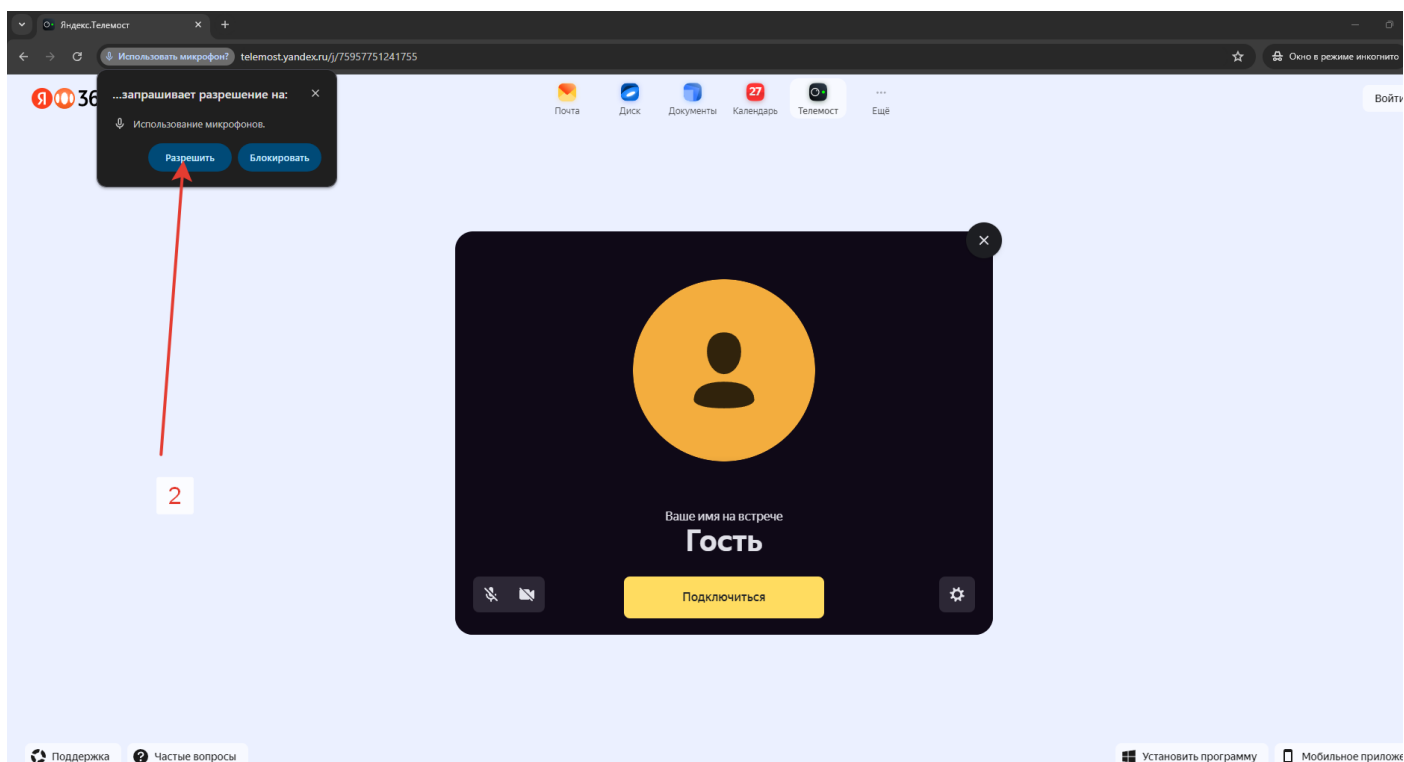 Яндекс.Телемост
Использовать микрофон?
telemost.yandex.ru/j/75957751241755
Окно в режиме инкогнито
Я 36
...запрашивает разрешение на:
Использование микрофонов.
Разрешить
Блокировать
27
Почта
Диск
Документы
Календарь
Телемост
Ещё
Войти
2
Ваше имя на встрече
Гость
Подключиться
Поддержка
Частые вопросы
Установить программу
Мобильное приложе